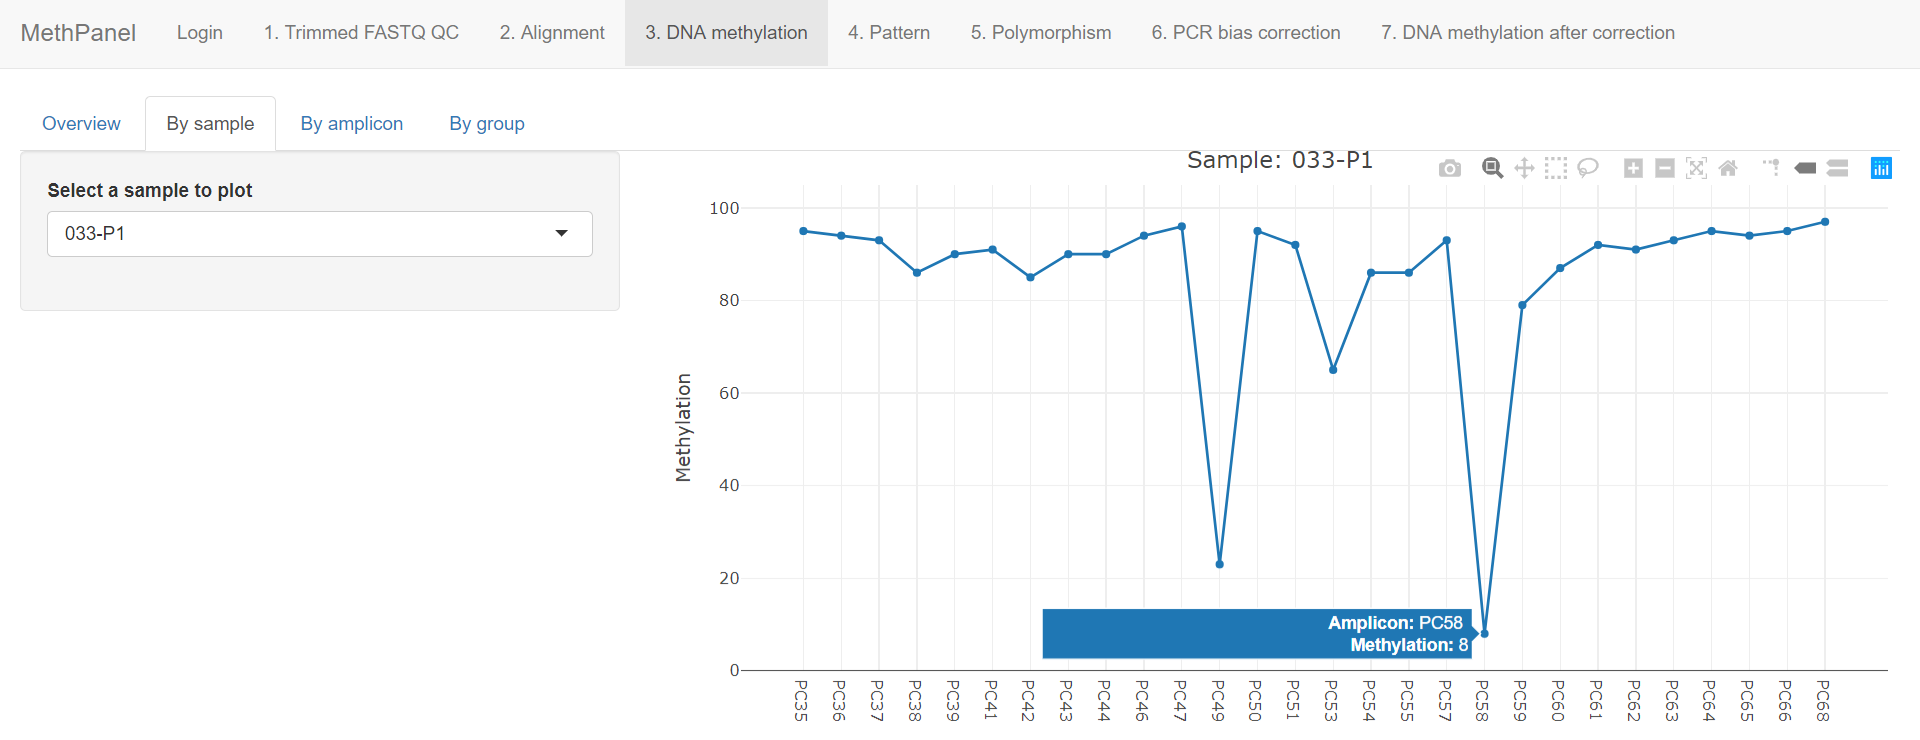 MethPanel Login 1. Trimmed FASTQ QC 2. Alignment 3. DNA methylation 4. Pattern 5. Polymorphism 6. PCR bias correction 7. DNA methylation after correction
Overview By sample By amplicon By group
Select a sample to plot
033-P1
Sample: 033-P1
Methylation
100
80
60
40
20
0
Amplicon: PC58
Methylation: 8
PC35 PC36 PC37 PC38 PC39 PC41 PC42 PC43 PC44 PC46 PC47 PC49 PC50 PC51 PC53 PC54 PC55 PC57 PC58 PC59 PC60 PC61 PC62 PC63 PC64 PC65 PC66 PC68